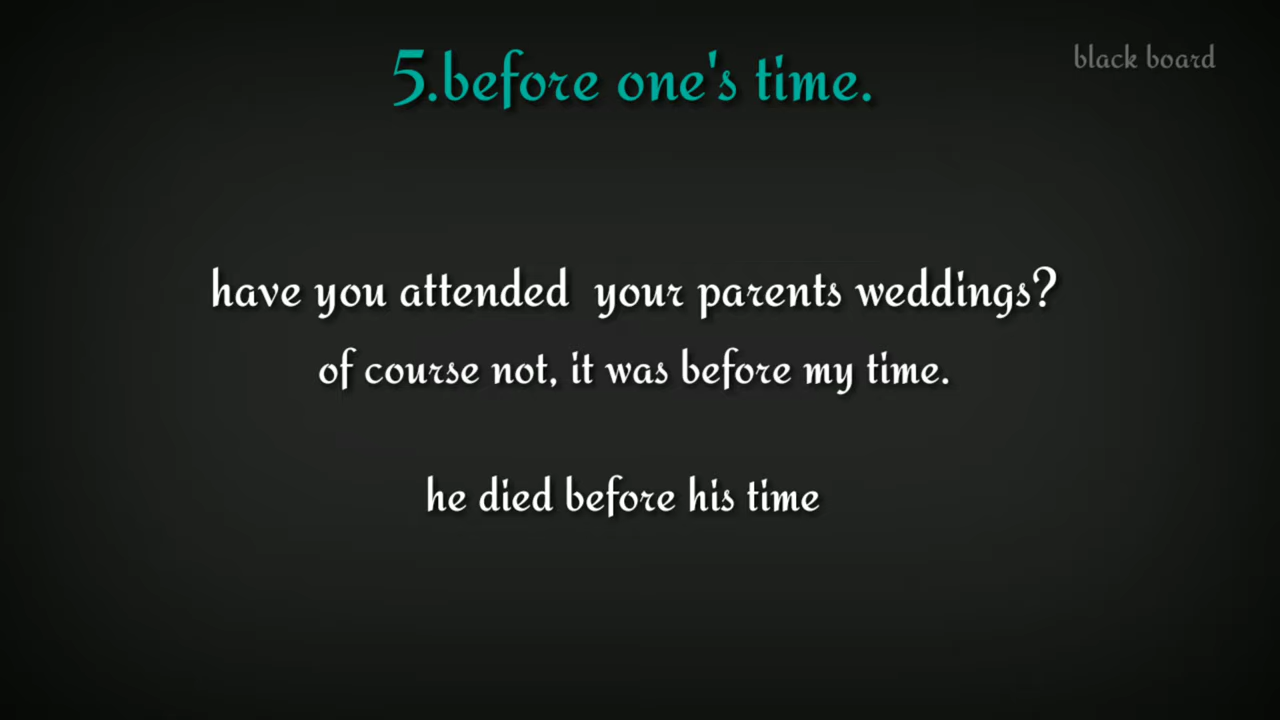 5.before one's time.
black board
have you attended  your parents weddings?
of course not, it was before my time.
he died before his time